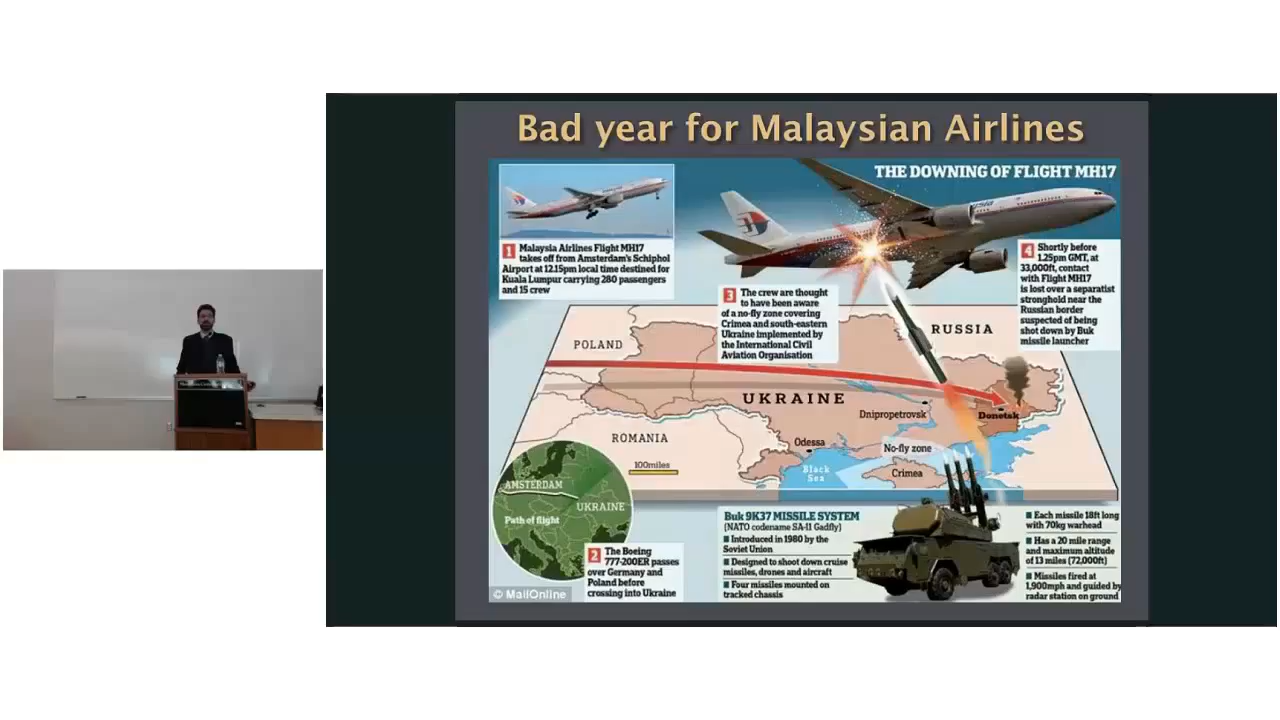 Bad year for Malaysian Airlines
THE DOWNING OF FLIGHT MH17
1 Malaysia Airlines Flight MH17
takes off from Amsterdam's Schiphol
Airport at 12.15pm local time destined for
Kuala Lumpur carrying 280 passengers
and 15 crew
3 The crew are thought
to have been aware
of a no-fly zone covering
Crimea and south-eastern
Ukraine implemented by
the International Civil
Aviation Organisation
4 Shortly before
1.25pm GMT, at
33,000ft, contact
with Flight MH17
is lost over a separatist
stronghold near the
Russian border
suspected of being
shot down by Buk
missile launcher
RUSSIA
POLAND
UKRAINE
Dnipropetrovsk
Donetsk
ROMANIA
Odessa
No-fly zone
100miles
Black
Sea
Crimea
AMSTERDAM
UKRAINE
Path of flight
2 The Boeing
777-200ER passes
over Germany and
Poland before
crossing into Ukraine
Buk 9K37 MISSILE SYSTEM
(NATO codename SA-11 Gadfly)
Introduced in 1980 by the
Soviet Union
Designed to shoot down cruise
missiles, drones and aircraft
Four missiles mounted on
tracked chassis
Each missile 18ft long
with 70kg warhead
Has a 20 mile range
and maximum altitude
of 13 miles (72,000ft)
Missiles fired at
1,900mph and guided by
radar station on ground
© MailOnline